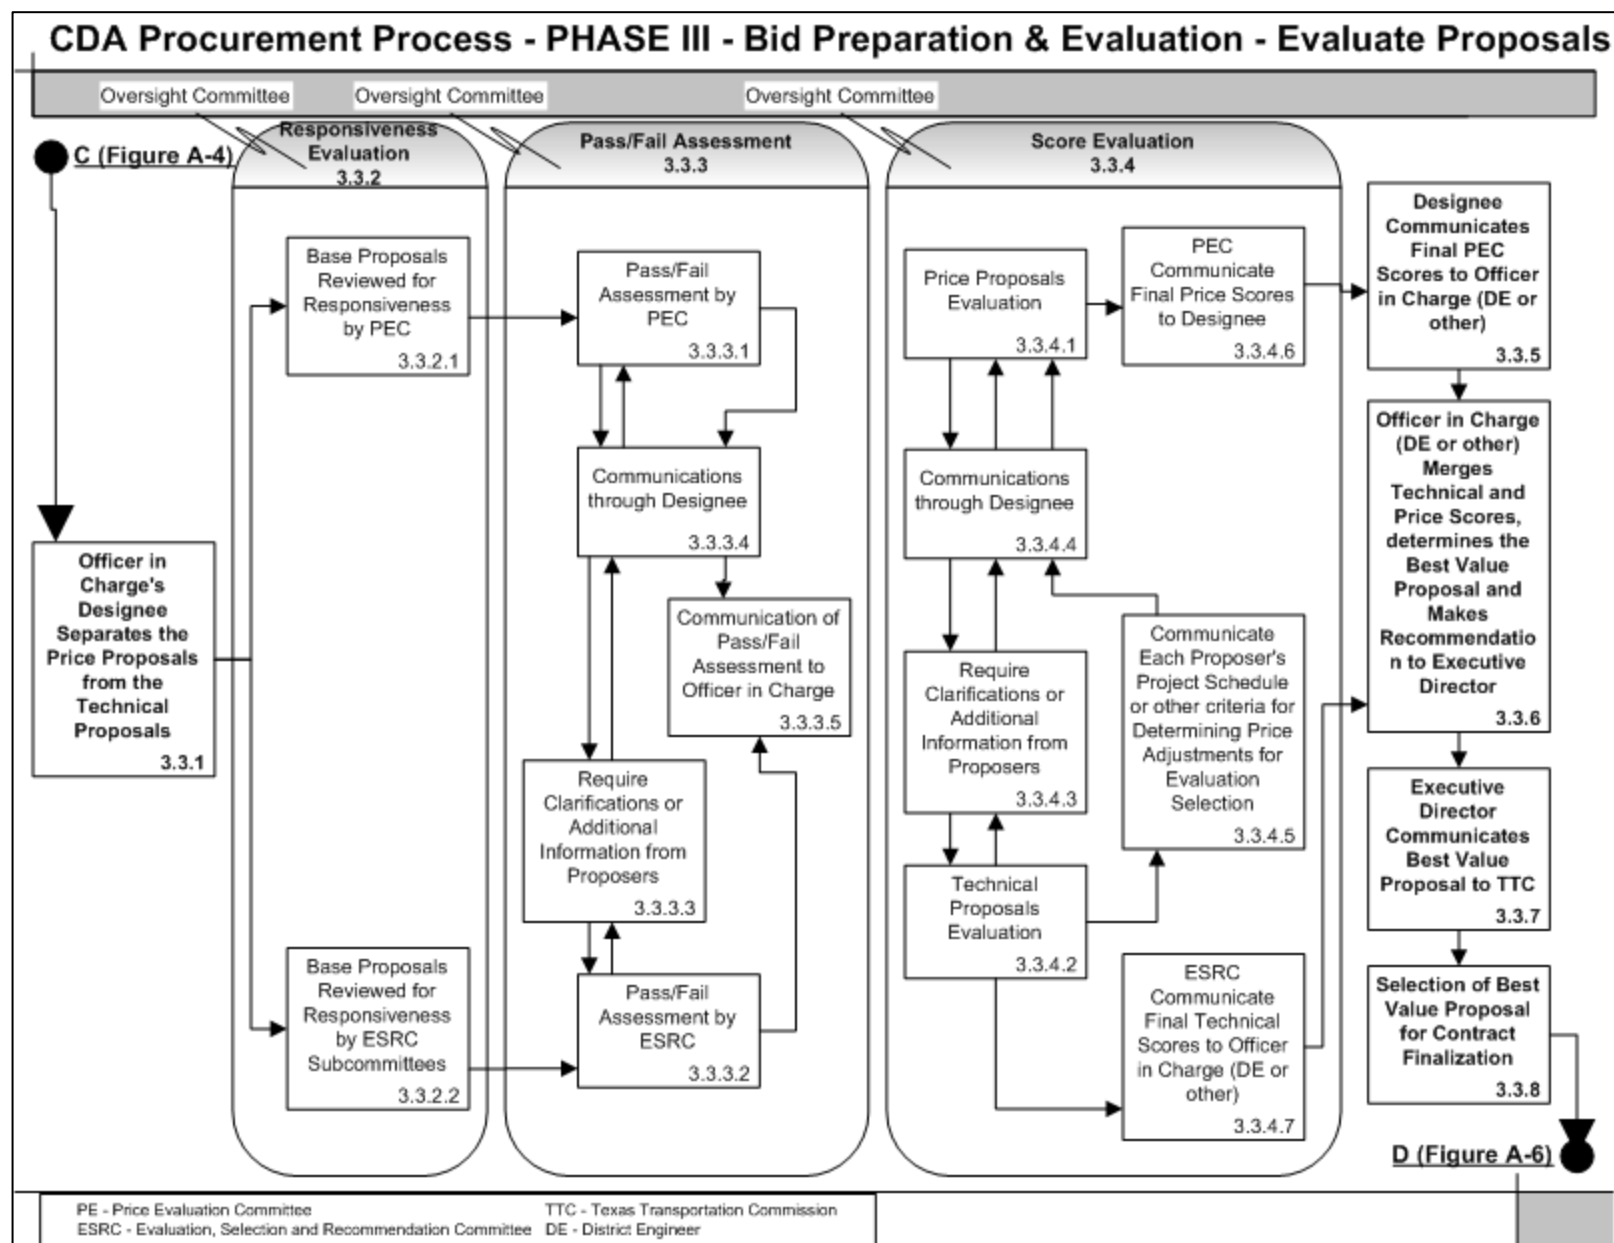 CDA Procurement Process - PHASE III - Bid Preparation & Evaluation - Evaluate Proposals
Oversight Committee
Oversight Committee
Oversight Committee
C (Figure A-4)
Responsiveness
Evaluation
3.3.2
Pass/Fail Assessment
3.3.3
Score Evaluation
3.3.4
Officer in
Charge's
Designee
Separates the
Price Proposals
from the
Technical
Proposals
3.3.1
Base Proposals
Reviewed for
Responsiveness
by PEC
3.3.2.1
Base Proposals
Reviewed for
Responsiveness
by ESRC
Subcommittees
3.3.2.2
Pass/Fail
Assessment by
PEC
3.3.3.1
Communications
through Designee
3.3.3.4
Communication of
Pass/Fail
Assessment to
Officer in Charge
3.3.3.5
Require
Clarifications or
Additional
Information from
Proposers
3.3.3.3
Pass/Fail
Assessment by
ESRC
3.3.3.2
Price Proposals
Evaluation
3.3.4.1
Communications
through Designee
3.3.4.4
Require
Clarifications or
Additional
Information from
Proposers
3.3.4.3
Technical
Proposals
Evaluation
3.3.4.2
PEC
Communicate
Final Price Scores
to Designee
3.3.4.6
Communicate
Each Proposer's
Project Schedule
or other criteria for
Determining Price
Adjustments for
Evaluation
Selection
3.3.4.5
ESRC
Communicate
Final Technical
Scores to Officer
in Charge (DE or
other)
3.3.4.7
Designee
Communicates
Final PEC
Scores to Officer
in Charge (DE or
other)
3.3.5
Officer in Charge
(DE or other)
Merges
Technical and
Price Scores,
determines the
Best Value
Proposal and
Makes
Recommendatio
n to Executive
Director
3.3.6
Executive
Director
Communicates
Best Value
Proposal to TTC
3.3.7
Selection of Best
Value Proposal
for Contract
Finalization
3.3.8
D (Figure A-6)
PE - Price Evaluation Committee
TTC - Texas Transportation Commission
ESRC - Evaluation, Selection and Recommendation Committee
DE - District Engineer